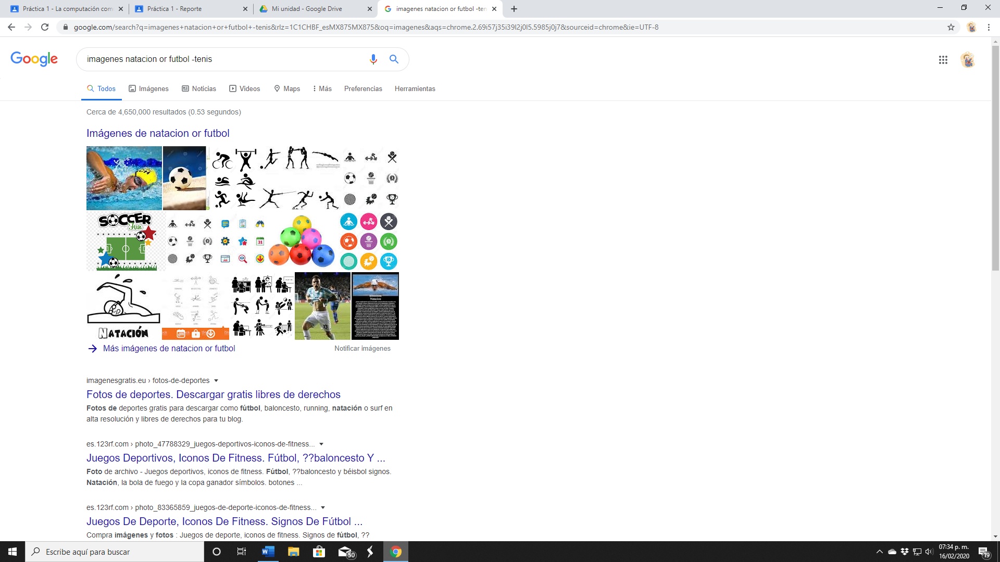 Práctica 1 - La computación com
Práctica 1 - Reporte
Mi unidad - Google Drive
imagenes natacion or futbol -ten
google.com/search?q=imagenes+natacion+or+futbol+-tenis&rlz=1C1CHBF_esMX875MX875&oq=imagenes&aqs=chrome.2.69i57j35i39l2j0l5.5985j0j7&sourceid=chrome&ie=UTF-8
Google
imagenes natacion or futbol -tenis
Todos
Imágenes
Noticias
Videos
Maps
Más
Preferencias
Herramientas
Cerca de 4,650,000 resultados (0.53 segundos)
Imágenes de natacion or futbol
SOCCER
Fun
31
NATACIÓN
10
Natacion
Más imágenes de natacion or futbol
Notificar imágenes
imagenesgratis.eu › fotos-de-deportes
Fotos de deportes. Descargar gratis libres de derechos
Fotos de deportes gratis para descargar como fútbol, baloncesto, running, natación o surf en
alta resolución y libres de derechos para tu blog.
es.123rf.com › photo_47788329_juegos-deportivos-iconos-de-fitness...
Juegos Deportivos, Iconos De Fitness. Fútbol, ??baloncesto Y ...
Foto de archivo - Juegos deportivos, iconos de fitness. Fútbol, ??baloncesto y béisbol signos.
Natación, la bola de fuego y la copa ganador símbolos. botones ...
es.123rf.com › photo_83365859_juegos-de-deporte-iconos-de-fitness...
Juegos De Deporte, Iconos De Fitness. Signos De Fútbol ...
Compra imágenes y fotos : Juegos de deporte, iconos de fitness. Signos de fútbol, ??
Escribe aquí para buscar
50
07:34 p. m.
16/02/2020
19